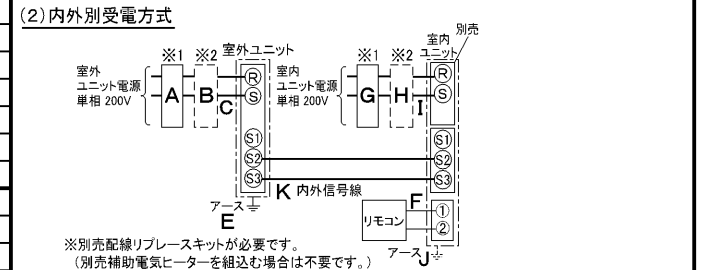 (2)内外別受電方式
別売
※1 ※2 室外ユニット
※1 ※2 室内ユニット
室外
ユニット電源
単相 200V
A B C R S
室内
ユニット電源
単相 200V
G H I R S
S1
S2
S3
S1
S2
S3
K 内外信号線
アース
E
リモコン
F
1
2
アース J
※別売配線リプレースキットが必要です。
(別売補助電気ヒーターを組込む場合は不要です。)